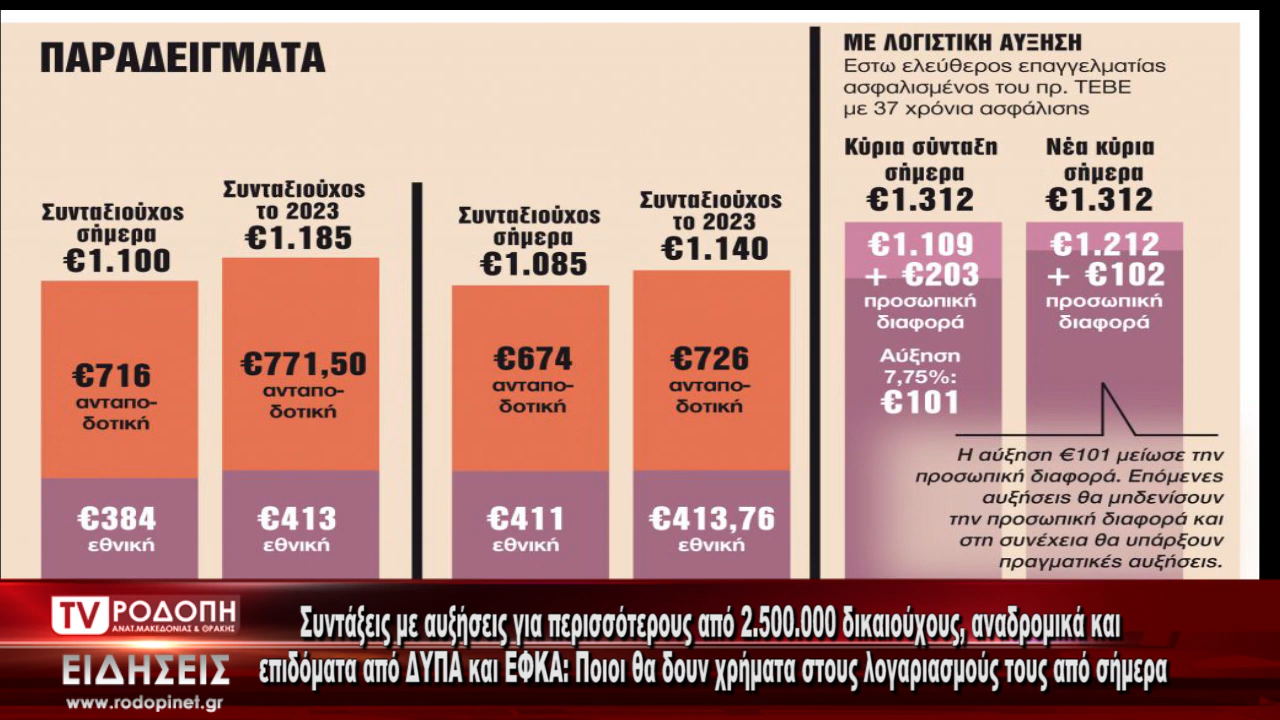 ΠΑΡΑΔΕΙΓΜΑΤΑ
Συνταξιούχος
σήμερα
€1.100
€716
ανταπο-
δοτική
€384
εθνική
Συνταξιούχος
το 2023
€1.185
€771,50
ανταπο-
δοτική
€413
εθνική
Συνταξιούχος
σήμερα
€1.085
€674
ανταπο-
δοτική
€411
εθνική
Συνταξιούχος
το 2023
€1.140
€726
ανταπο-
δοτική
€413,76
εθνική
ΜΕ ΛΟΓΙΣΤΙΚΗ ΑΥΞΗΣΗ
Εστω ελεύθερος επαγγελματίας
ασφαλισμένος του πρ. ΤΕΒΕ
με 37 χρόνια ασφάλισης
Κύρια σύνταξη
σήμερα
€1.312
€1.109
+ €203
προσωπική
διαφορά
Αύξηση
7,75%:
€101
Νέα κύρια
σήμερα
€1.312
€1.212
+ €102
προσωπική
διαφορά
Η αύξηση €101 μείωσε την
προσωπική διαφορά. Επόμενες
αυξήσεις θα μηδενίσουν
την προσωπική διαφορά και
στη συνέχεια θα υπάρξουν
πραγματικές αυξήσεις.
TV ΡΟΔΟΠΗ
ΑΝΑΤ.ΜΑΚΕΔΟΝΙΑΣ & ΘΡΑΚΗΣ
ΕΙΔΗΣΕΙΣ
www.rodopinet.gr
Συντάξεις με αυξήσεις για περισσότερους από 2.500.000 δικαιούχους, αναδρομικά και
επιδόματα από ΔΥΠΑ και ΕΦΚΑ: Ποιοι θα δουν χρήματα στους λογαριασμούς τους από σήμερα